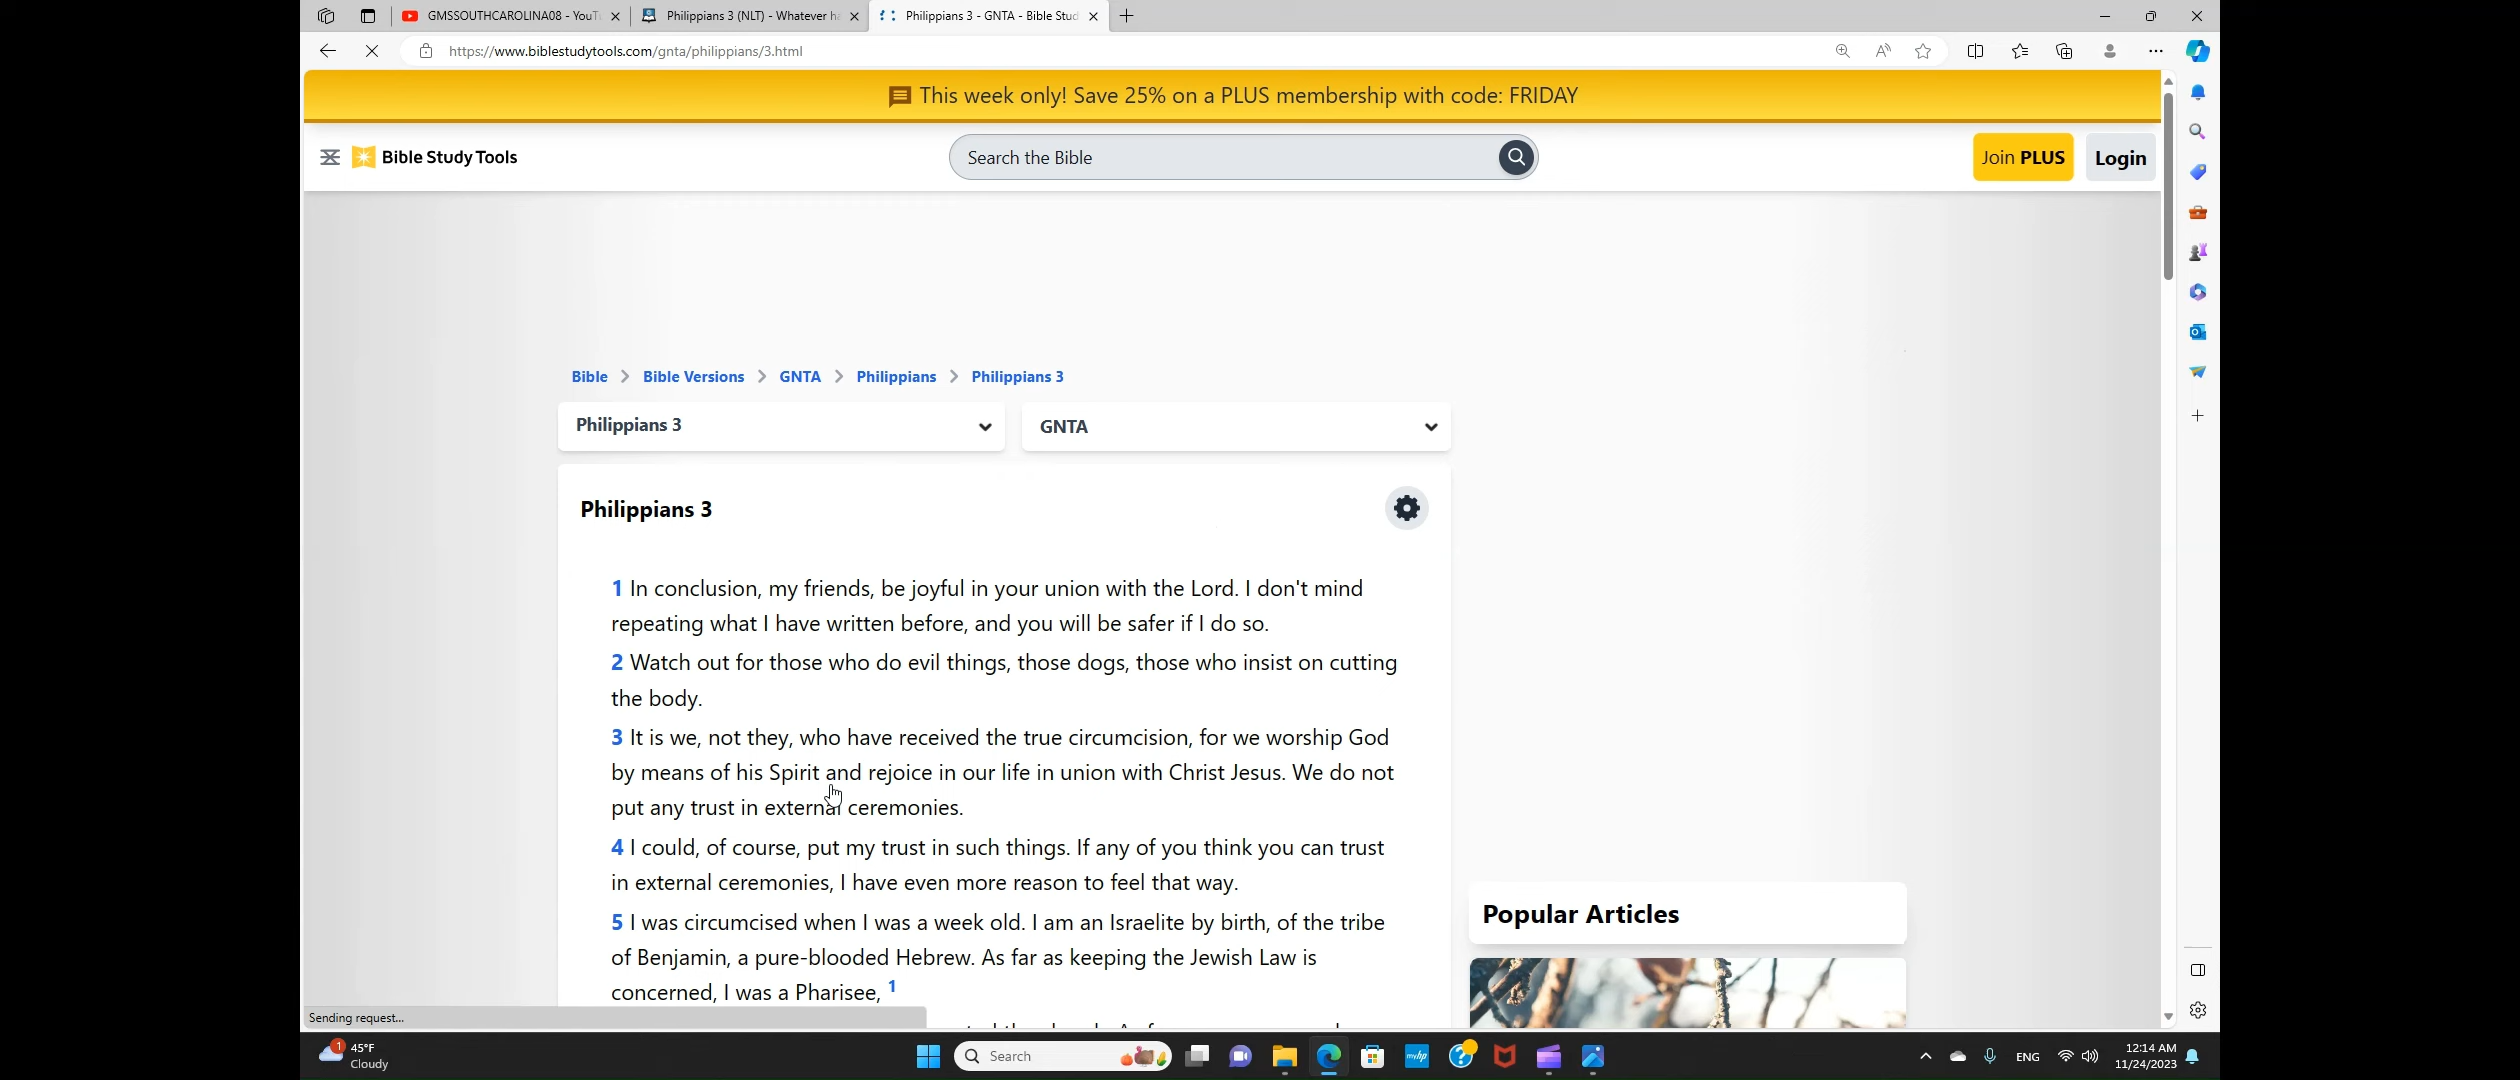 GMSSOUTHCAROLINA08 - YouT
Philippians 3 (NLT) - Whatever ha
Philippians 3 - GNTA - Bible Stud
https://www.biblestudytools.com/gnta/philippians/3.html
This week only! Save 25% on a PLUS membership with code: FRIDAY
Bible Study Tools
Search the Bible
Join PLUS
Login
Bible > Bible Versions > GNTA > Philippians > Philippians 3
Philippians 3
GNTA
Philippians 3
1 In conclusion, my friends, be joyful in your union with the Lord. I don't mind
repeating what I have written before, and you will be safer if I do so.
2 Watch out for those who do evil things, those dogs, those who insist on cutting
the body.
3 It is we, not they, who have received the true circumcision, for we worship God
by means of his Spirit and rejoice in our life in union with Christ Jesus. We do not
put any trust in external ceremonies.
4 I could, of course, put my trust in such things. If any of you think you can trust
in external ceremonies, I have even more reason to feel that way.
5 I was circumcised when I was a week old. I am an Israelite by birth, of the tribe
of Benjamin, a pure-blooded Hebrew. As far as keeping the Jewish Law is
concerned, I was a Pharisee, 1
Popular Articles
Sending request...
1
45°F
Cloudy
Search
myhp
ENG
12:14 AM
11/24/2023